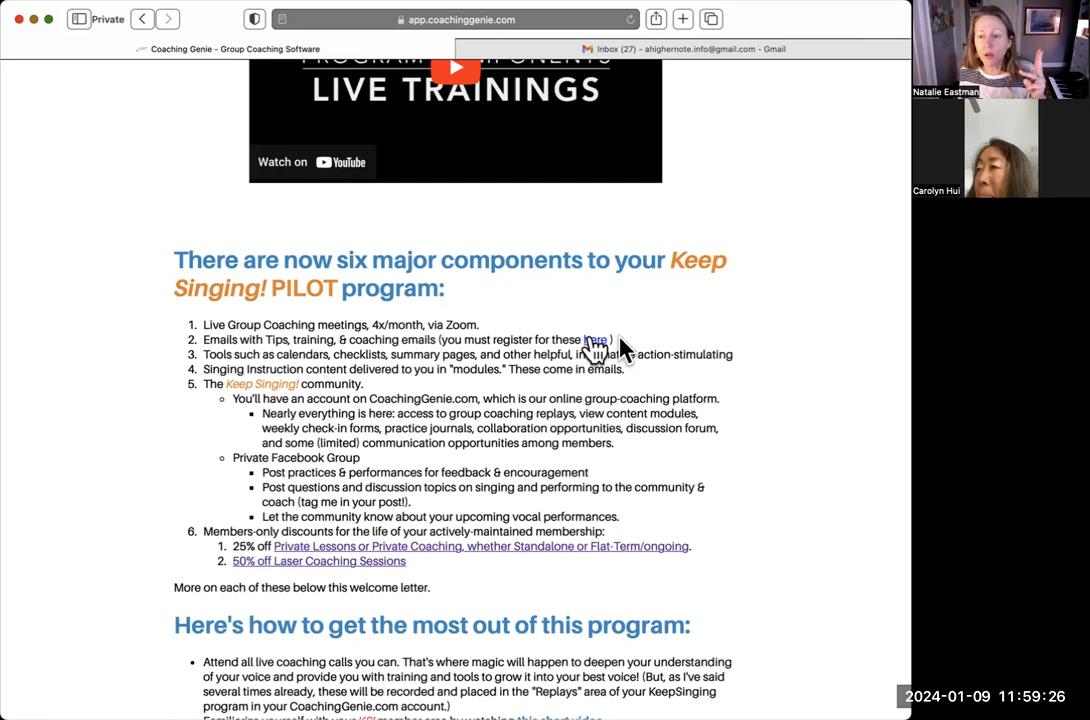 Private
app.coachinggenie.com
Coaching Genie - Group Coaching Software
Inbox (27) - ahighernote.info@gmail.com - Gmail
PROGRAM COMPONENTS
LIVE TRAININGS
Watch on YouTube
Natalie Eastman
Carolyn Hui
There are now six major components to your Keep
Singing! PILOT program:
1. Live Group Coaching meetings, 4x/month, via Zoom.
2. Emails with Tips, training, & coaching emails (you must register for these here )
3. Tools such as calendars, checklists, summary pages, and other helpful, action-stimulating
4. Singing Instruction content delivered to you in "modules." These come in emails.
5. The Keep Singing! community.
You'll have an account on CoachingGenie.com, which is our online group-coaching platform.
Nearly everything is here: access to group coaching replays, view content modules,
weekly check-in forms, practice journals, collaboration opportunities, discussion forum,
and some (limited) communication opportunities among members.
Private Facebook Group
Post practices & performances for feedback & encouragement
Post questions and discussion topics on singing and performing to the community &
coach (tag me in your post!).
Let the community know about your upcoming vocal performances.
6. Members-only discounts for the life of your actively-maintained membership:
1. 25% off Private Lessons or Private Coaching, whether Standalone or Flat-Term/ongoing.
2. 50% off Laser Coaching Sessions
More on each of these below this welcome letter.
Here's how to get the most out of this program:
Attend all live coaching calls you can. That's where magic will happen to deepen your understanding
of your voice and provide you with training and tools to grow it into your best voice! (But, as I've said
several times already, these will be recorded and placed in the "Replays" area of your KeepSinging
program in your CoachingGenie.com account.)
Familiarize yourself with your KS! member area by watching this short video
2024-01-09 11:59:26